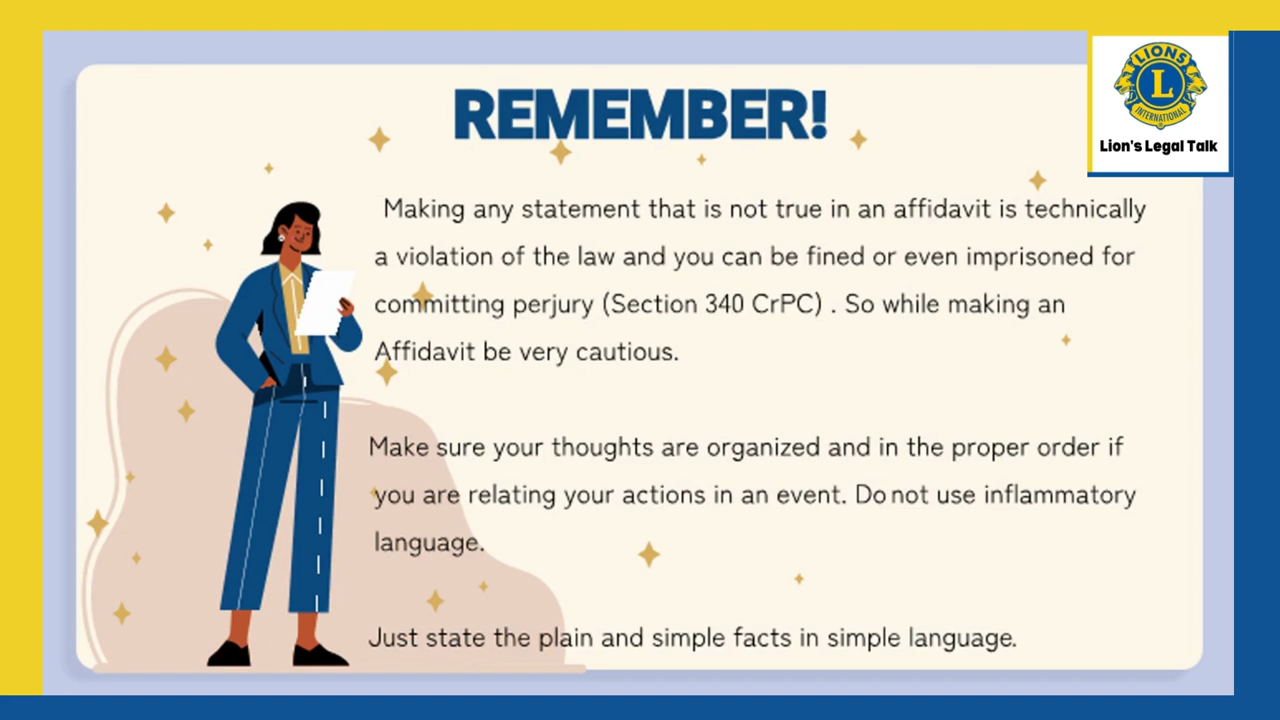 REMEMBER!
LIONS
L
INTERNATIONAL
Lion's Legal Talk
Making any statement that is not true in an affidavit is technically
a violation of the law and you can be fined or even imprisoned for
committing perjury (Section 340 CrPC) . So while making an
Affidavit be very cautious.
Make sure your thoughts are organized and in the proper order if
you are relating your actions in an event. Do not use inflammatory
language.
Just state the plain and simple facts in simple language.